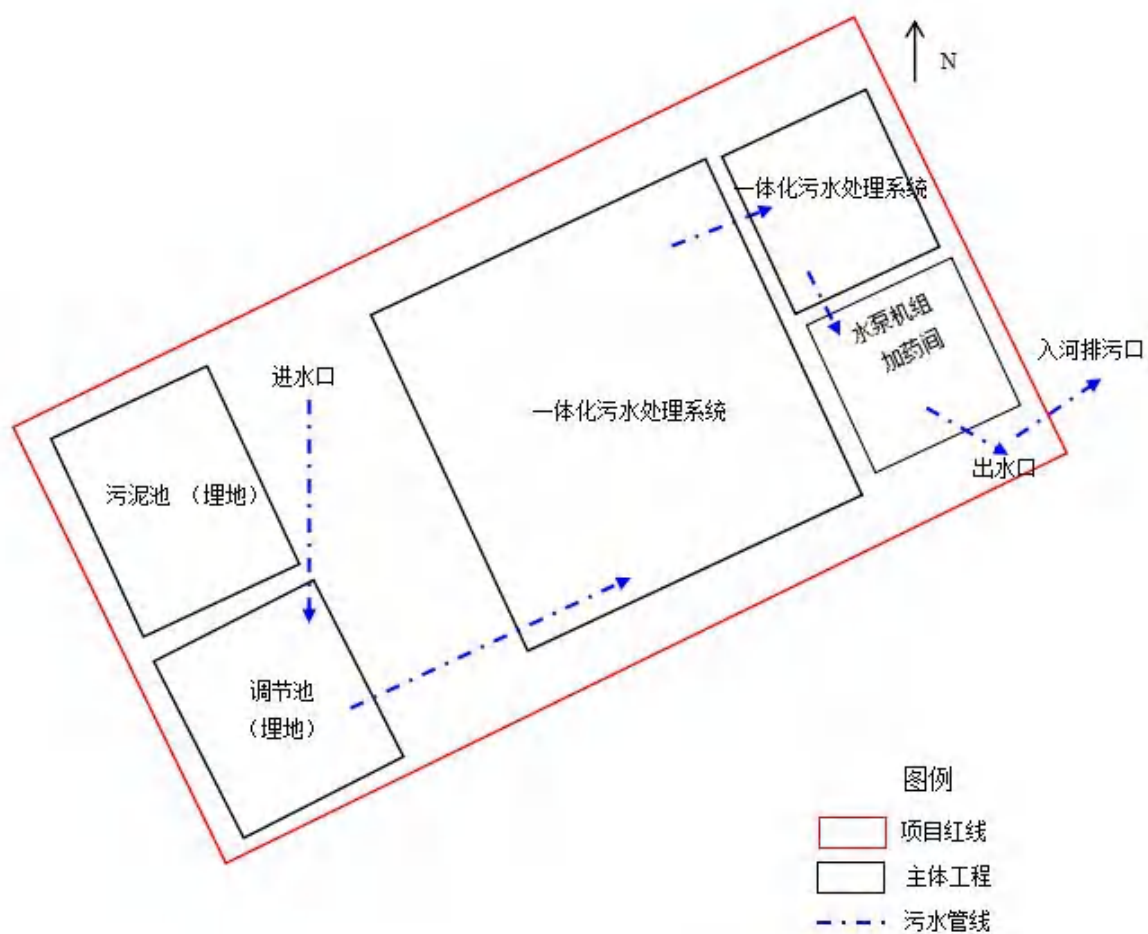 N
一体化污水处理系统
水泵机组
加药间
入河排污口
进水口
一体化污水处理系统
出水口
污泥池 （埋地）
调节池
（埋地）
图例
项目红线
主体工程
污水管线